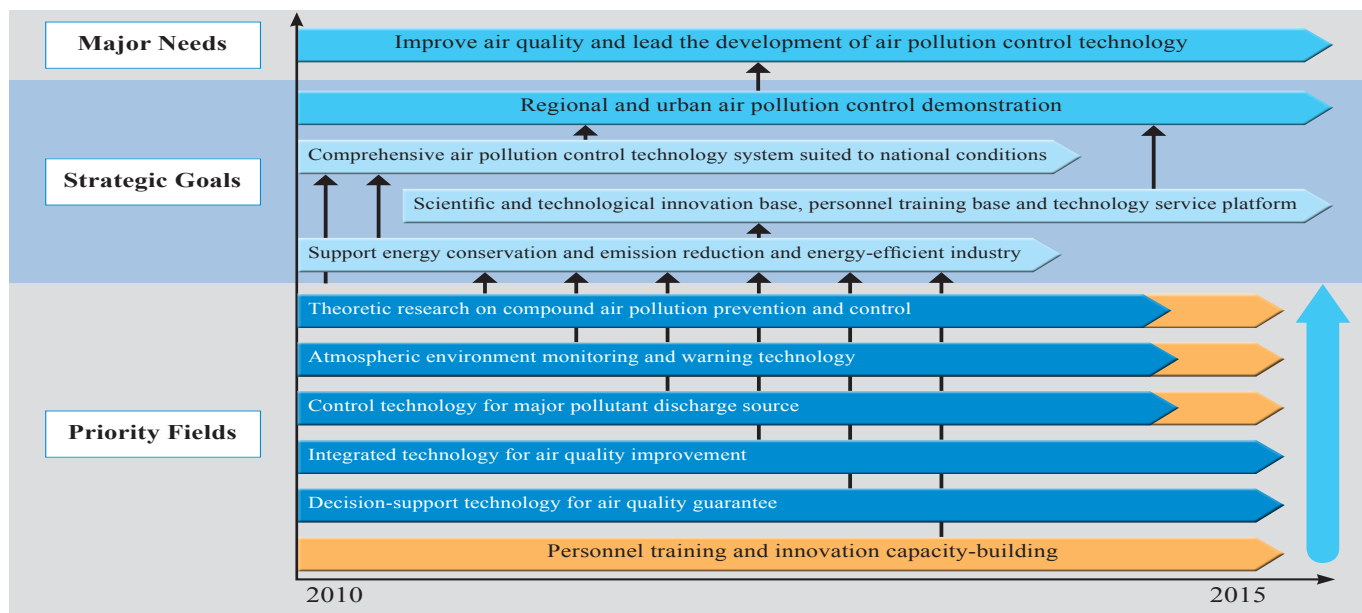 Major Needs
Improve air quality and lead the development of air pollution control technology
Regional and urban air pollution control demonstration
Comprehensive air pollution control technology system suited to national conditions
Strategic Goals
Scientific and technological innovation base, personnel training base and technology service platform
Support energy conservation and emission reduction and energy-efficient industry
Theoretic research on compound air pollution prevention and control
Atmospheric environment monitoring and warning technology
Control technology for major pollutant discharge source
Priority Fields
Integrated technology for air quality improvement
Decision-support technology for air quality guarantee
Personnel training and innovation capacity-building
2010
2015